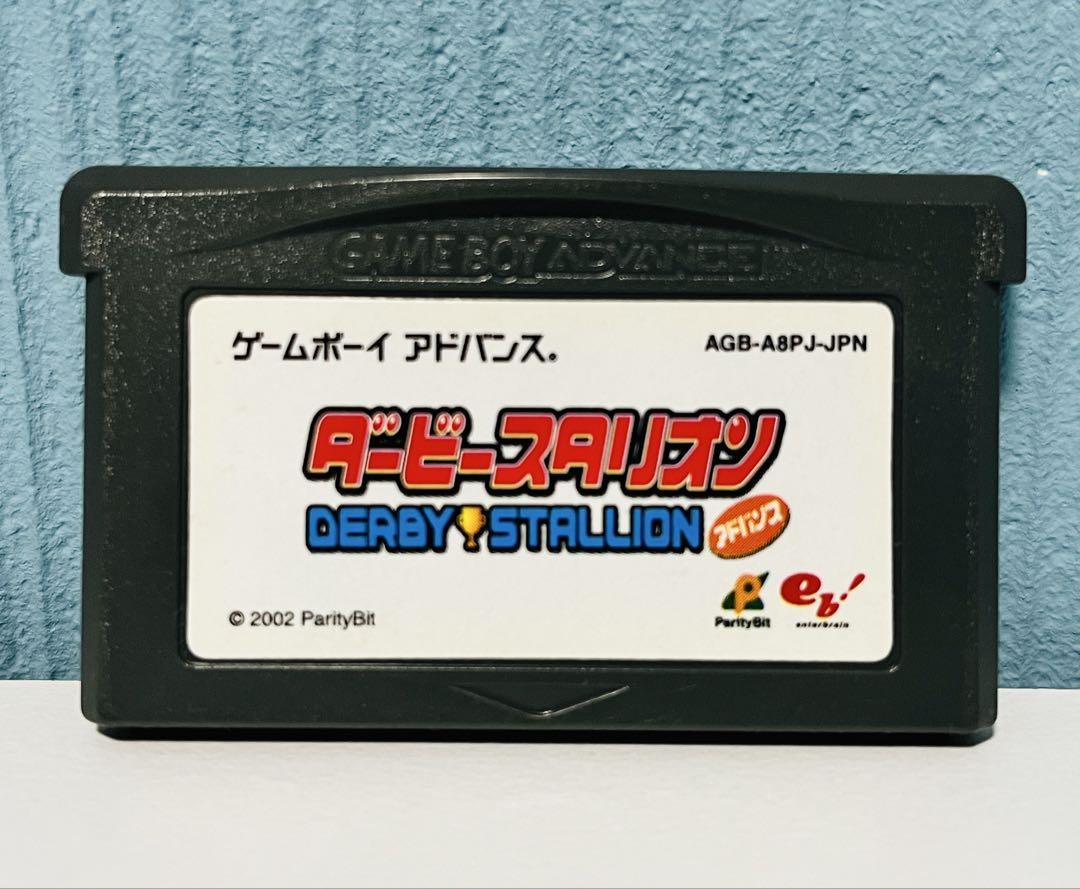 GAME BOY ADVANCE
ゲームボーイ アドバンス。
AGB-A8PJ-JPN
ダービースタリオン
DERBY STALLION
アドバンス
© 2002 ParityBit
ParityBit
eb!
enterbrain